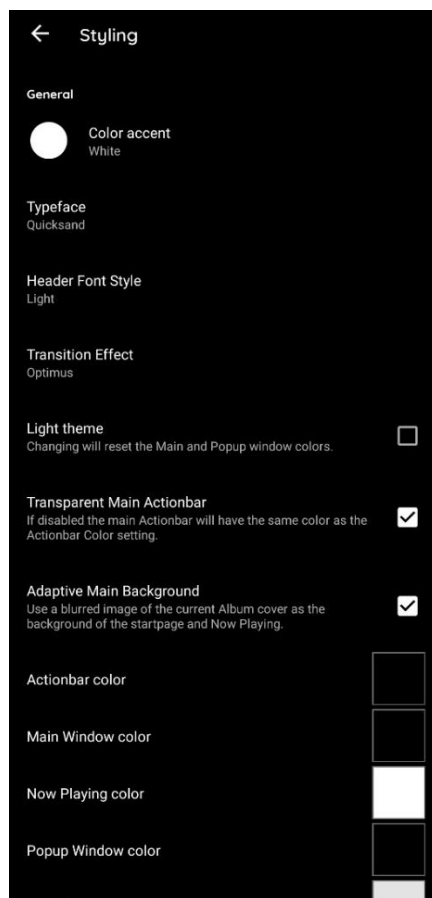 Styling
General
Color accent
White
Typeface
Quicksand
Header Font Style
Light
Transition Effect
Optimus
Light theme
Changing will reset the Main and Popup window colors.
Transparent Main Actionbar
If disabled the main Actionbar will have the same color as the
Actionbar Color setting.
Adaptive Main Background
Use a blurred image of the current Album cover as the
background of the startpage and Now Playing.
Actionbar color
Main Window color
Now Playing color
Popup Window color